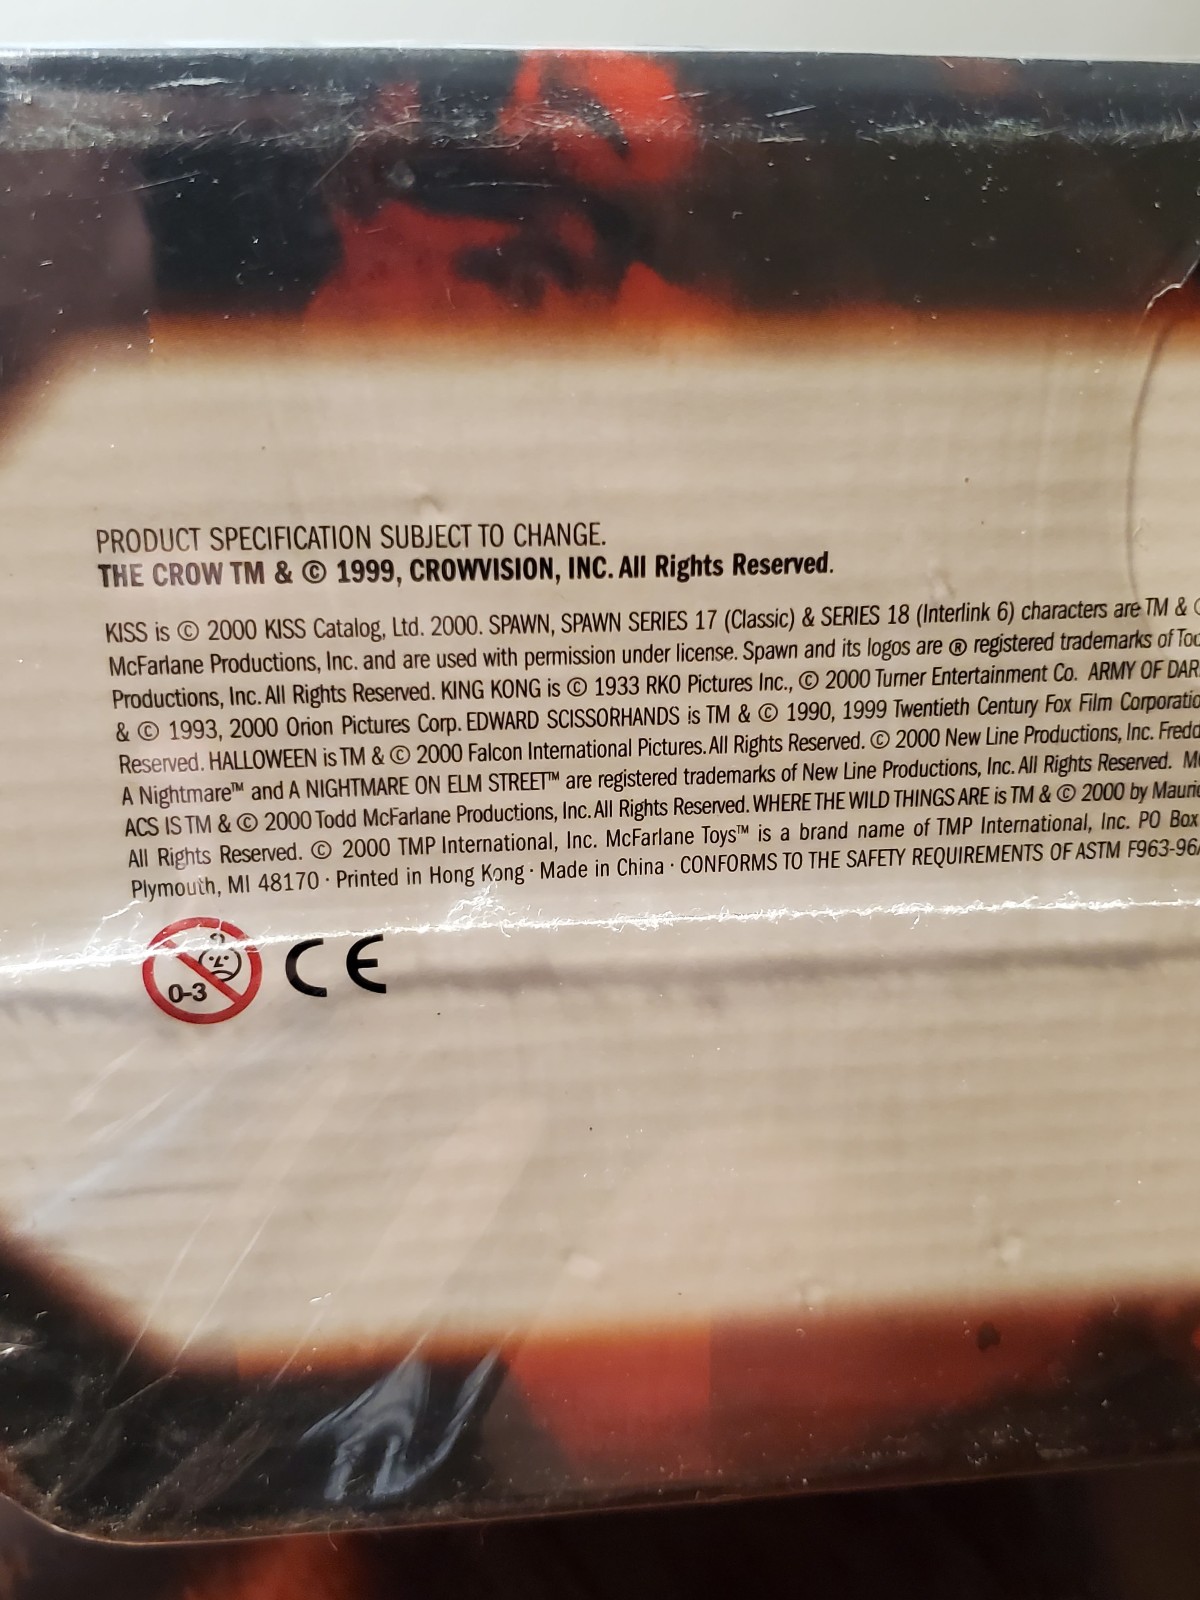 PRODUCT SPECIFICATION SUBJECT TO CHANGE.
THE CROW TM & © 1999, CROWVISION, INC. All Rights Reserved.
KISS is © 2000 KISS Catalog, Ltd. 2000. SPAWN, SPAWN SERIES 17 (Classic) & SERIES 18 (Interlink 6) characters are TM &
McFarlane Productions, Inc. and are used with permission under license. Spawn and its logos are ® registered trademarks of
Productions, Inc. All Rights Reserved. KING KONG is © 1933 RKO Pictures Inc., © 2000 Turner Entertainment Co. ARMY OF
& © 1993, 2000 Orion Pictures Corp. EDWARD SCISSORHANDS is TM & © 1990, 1999 Twentieth Century Fox Film
Reserved. HALLOWEEN is TM & © 2000 Falcon International Pictures. All Rights Reserved. © 2000 New Line Productions, Inc.
A Nightmare™ and A NIGHTMARE ON ELM STREET™ are registered trademarks of New Line Productions, Inc. All Rights Reserved.
ACS IS TM & © 2000 Todd McFarlane Productions, Inc. All Rights Reserved. WHERE THE WILD THINGS ARE is TM & © 2000 by
All Rights Reserved. © 2000 TMP International, Inc. McFarlane Toys™ is a brand name of TMP International, Inc. PO Box
Plymouth, MI 48170 · Printed in Hong Kong · Made in China · CONFORMS TO THE SAFETY REQUIREMENTS OF ASTM F963-96
0-3 CE